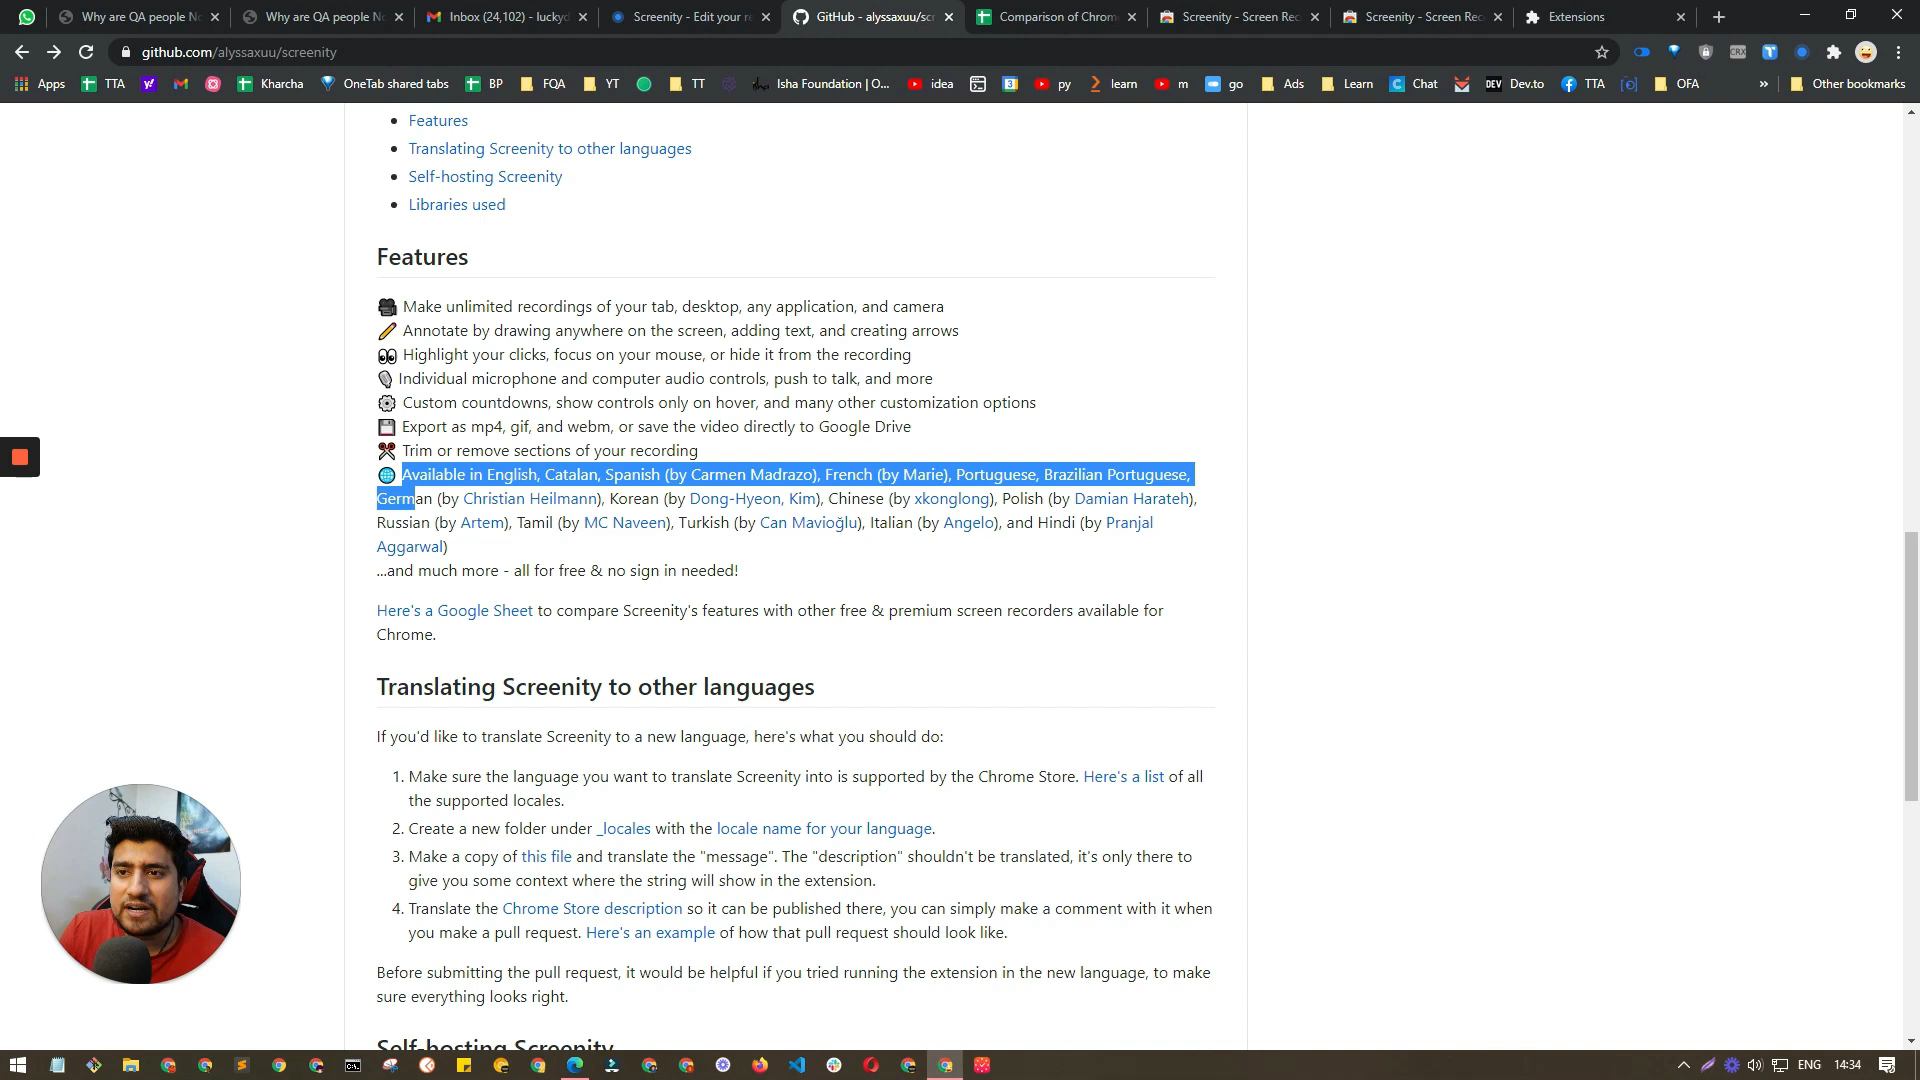 Why are QA people No
Why are QA people No
Inbox (24,102) - luckyd
Screenity - Edit your re
GitHub - alyssaxuu/scr
Comparison of Chrom
Screenity - Screen Rec
Screenity - Screen Rec
Extensions
github.com/alyssaxuu/screenity
Apps
TTA
Kharcha
OneTab shared tabs
BP
FQA
YT
TT
Isha Foundation | O...
idea
py
learn
m
go
Ads
Learn
Chat
DEV
Dev.to
TTA
OFA
»
Other bookmarks
• Features
• Translating Screenity to other languages
• Self-hosting Screenity
• Libraries used
Features
🎥 Make unlimited recordings of your tab, desktop, any application, and camera
✏️ Annotate by drawing anywhere on the screen, adding text, and creating arrows
👀 Highlight your clicks, focus on your mouse, or hide it from the recording
🎙️ Individual microphone and computer audio controls, push to talk, and more
⚙️ Custom countdowns, show controls only on hover, and many other customization options
💾 Export as mp4, gif, and webm, or save the video directly to Google Drive
✂️ Trim or remove sections of your recording
🌐 Available in English, Catalan, Spanish (by Carmen Madrazo), French (by Marie), Portuguese, Brazilian Portuguese,
German (by Christian Heilmann), Korean (by Dong-Hyeon, Kim), Chinese (by xkonglong), Polish (by Damian Harateh),
Russian (by Artem), Tamil (by MC Naveen), Turkish (by Can Mavioğlu), Italian (by Angelo), and Hindi (by Pranjal
Aggarwal)
...and much more - all for free & no sign in needed!
Here's a Google Sheet to compare Screenity's features with other free & premium screen recorders available for
Chrome.
Translating Screenity to other languages
If you'd like to translate Screenity to a new language, here's what you should do:
1. Make sure the language you want to translate Screenity into is supported by the Chrome Store. Here's a list of all
the supported locales.
2. Create a new folder under _locales with the locale name for your language.
3. Make a copy of this file and translate the "message". The "description" shouldn't be translated, it's only there to
give you some context where the string will show in the extension.
4. Translate the Chrome Store description so it can be published there, you can simply make a comment with it when
you make a pull request. Here's an example of how that pull request should look like.
Before submitting the pull request, it would be helpful if you tried running the extension in the new language, to make
sure everything looks right.
Self-hosting Screenity
ENG
14:34